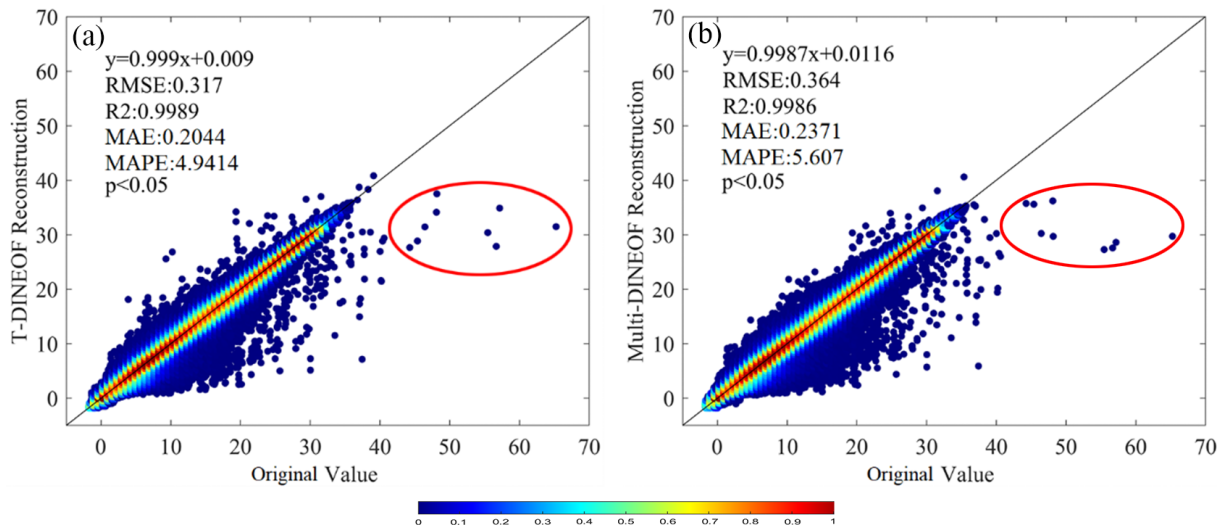 (a)
y=0.999x+0.009
RMSE:0.317
R2:0.9989
MAE:0.2044
MAPE:4.9414
p<0.05
T-DINEOF Reconstruction
70
60
50
40
30
20
10
0
0 10 20 30 40 50 60 70
Original Value
(b)
y=0.9987x+0.0116
RMSE:0.364
R2:0.9986
MAE:0.2371
MAPE:5.607
p<0.05
Multi-DINEOF Reconstruction
70
60
50
40
30
20
10
0
0 10 20 30 40 50 60 70
Original Value
0 0.1 0.2 0.3 0.4 0.5 0.6 0.7 0.8 0.9 1